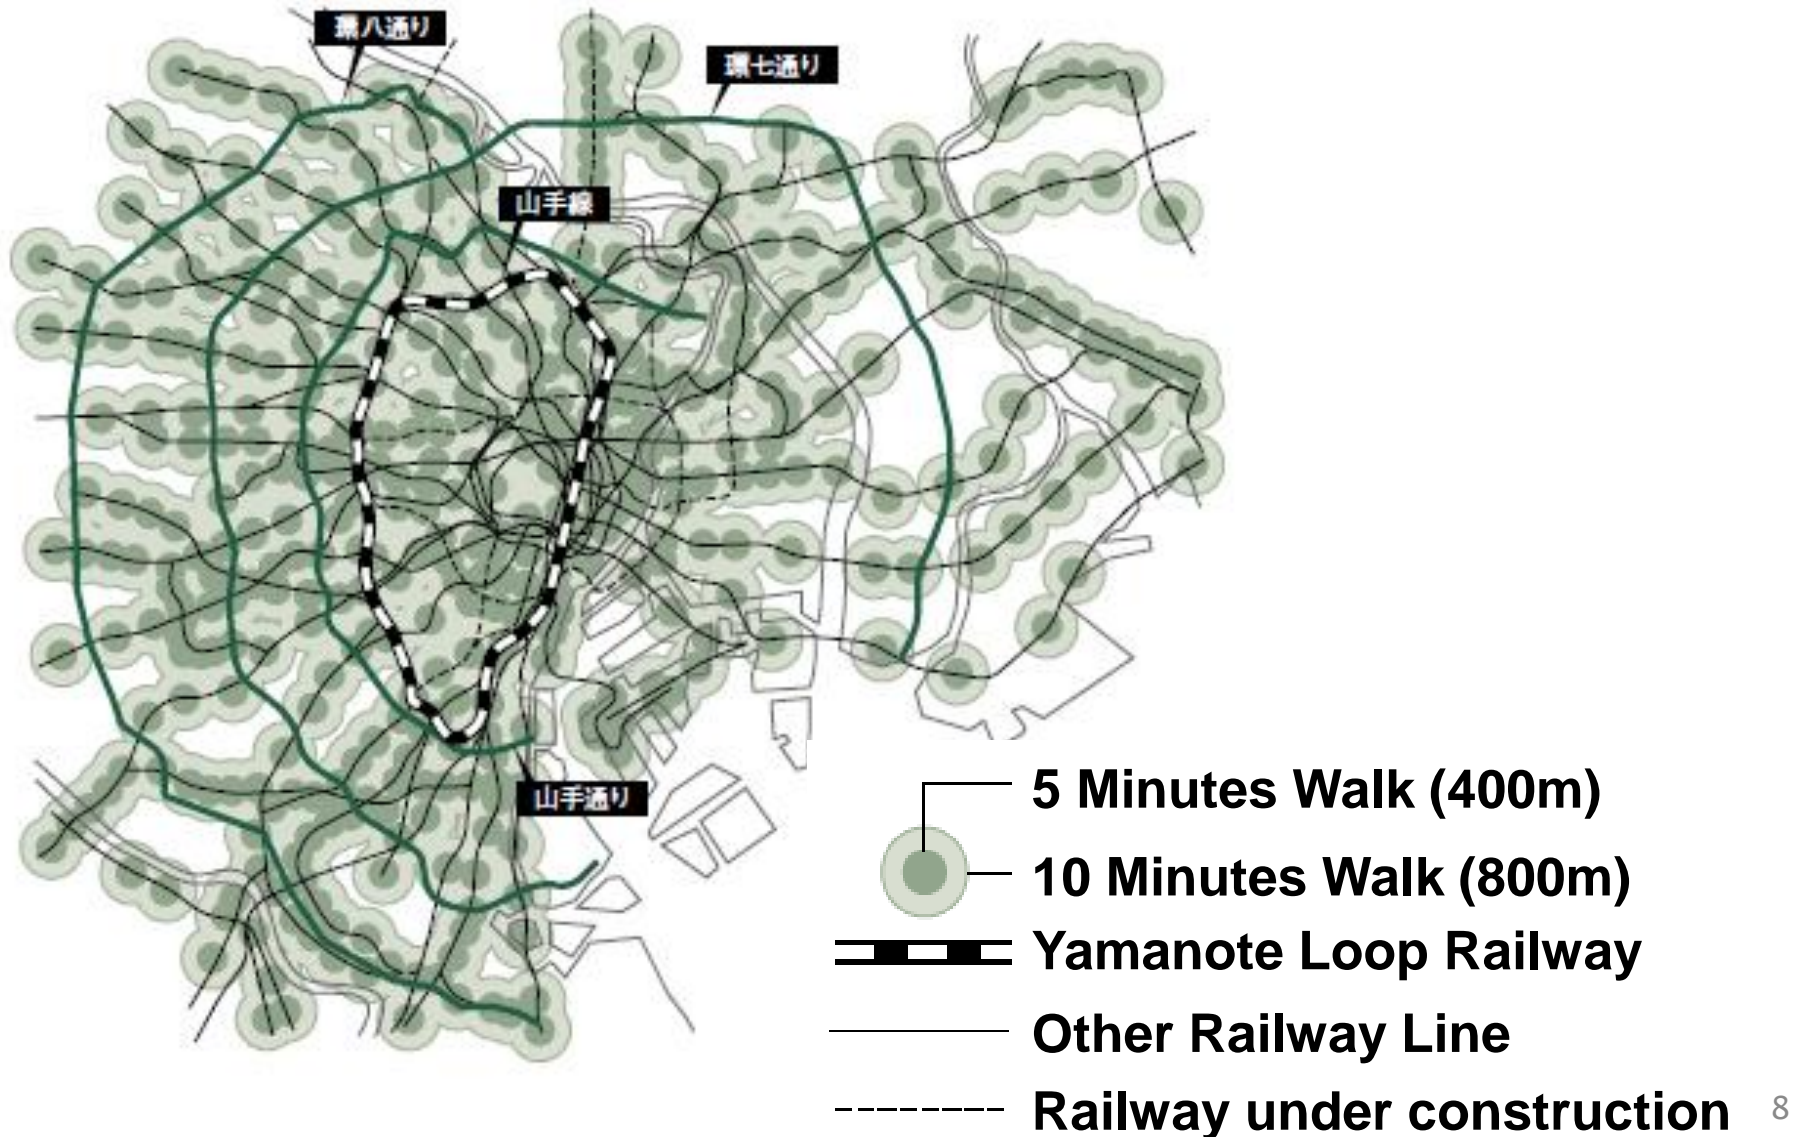 環八通り
環七通り
山手線
山手通り
5 Minutes Walk (400m)
10 Minutes Walk (800m)
Yamanote Loop Railway
Other Railway Line
Railway under construction
8